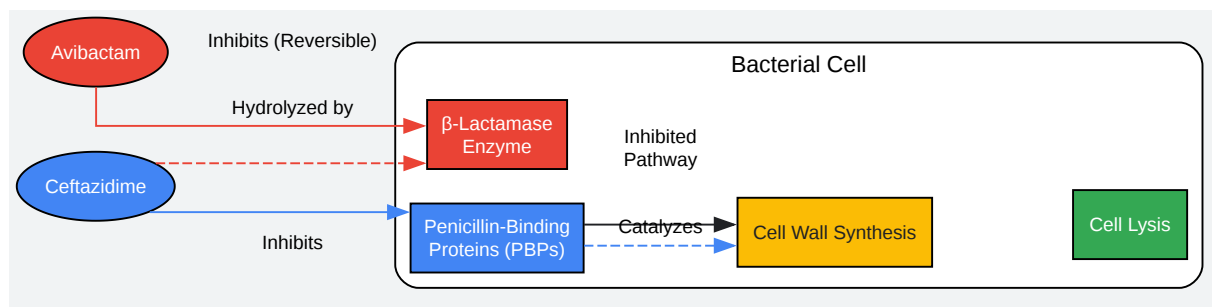 Avibactam
Inhibits (Reversible)
Bacterial Cell
Hydrolyzed by
β-Lactamase
Enzyme
Inhibited
Pathway
Ceftazidime
Inhibits
Penicillin-Binding
Proteins (PBPs)
Catalyzes
Cell Wall Synthesis
Cell Lysis